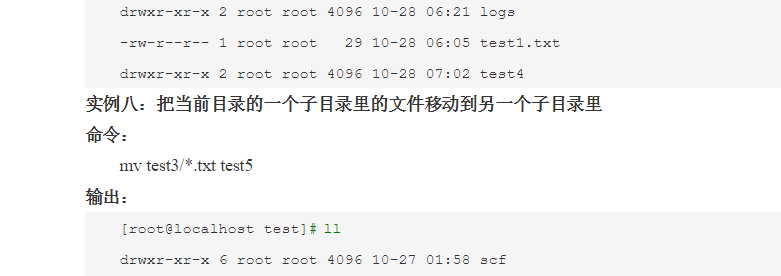 drwxr-xr-x 2 root root 4096 10-28 06:21 logs
-rw-r--r-- 1 root root   29 10-28 06:05 test1.txt
drwxr-xr-x 2 root root 4096 10-28 07:02 test4
实例八：把当前目录的一个子目录里的文件移动到另一个子目录里
命令：
mv test3/*.txt test5
输出：
[root@localhost test]# ll
drwxr-xr-x 6 root root 4096 10-27 01:58 scf